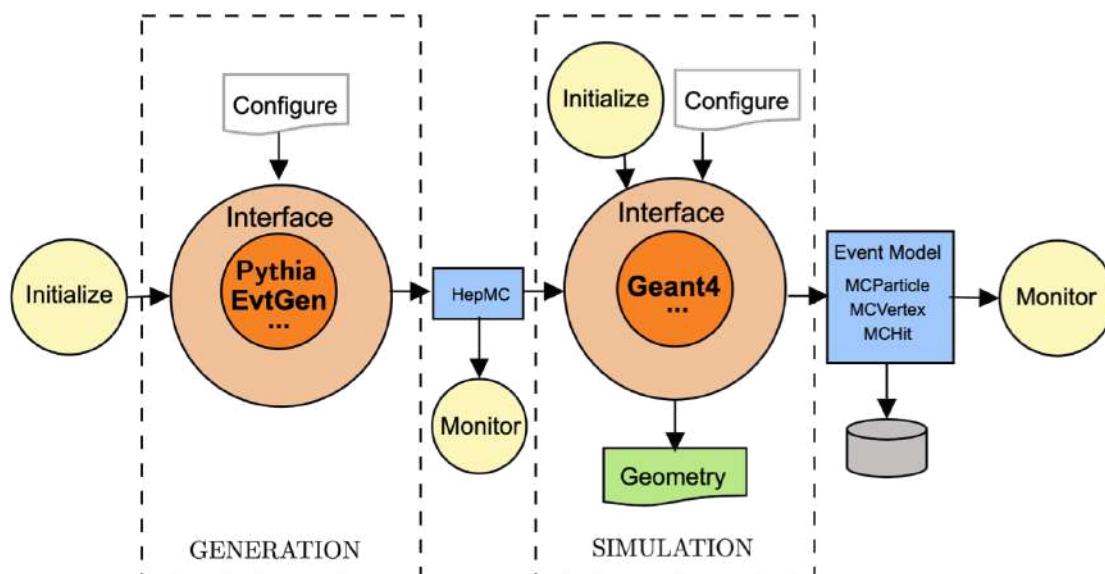 Configure
Initialize
Configure
Interface
Interface
Initialize
Pythia
EvtGen
...
HepMC
Geant4
...
Event Model
MCParticle
MCVertex
MCHit
Monitor
Monitor
Geometry
GENERATION
SIMULATION